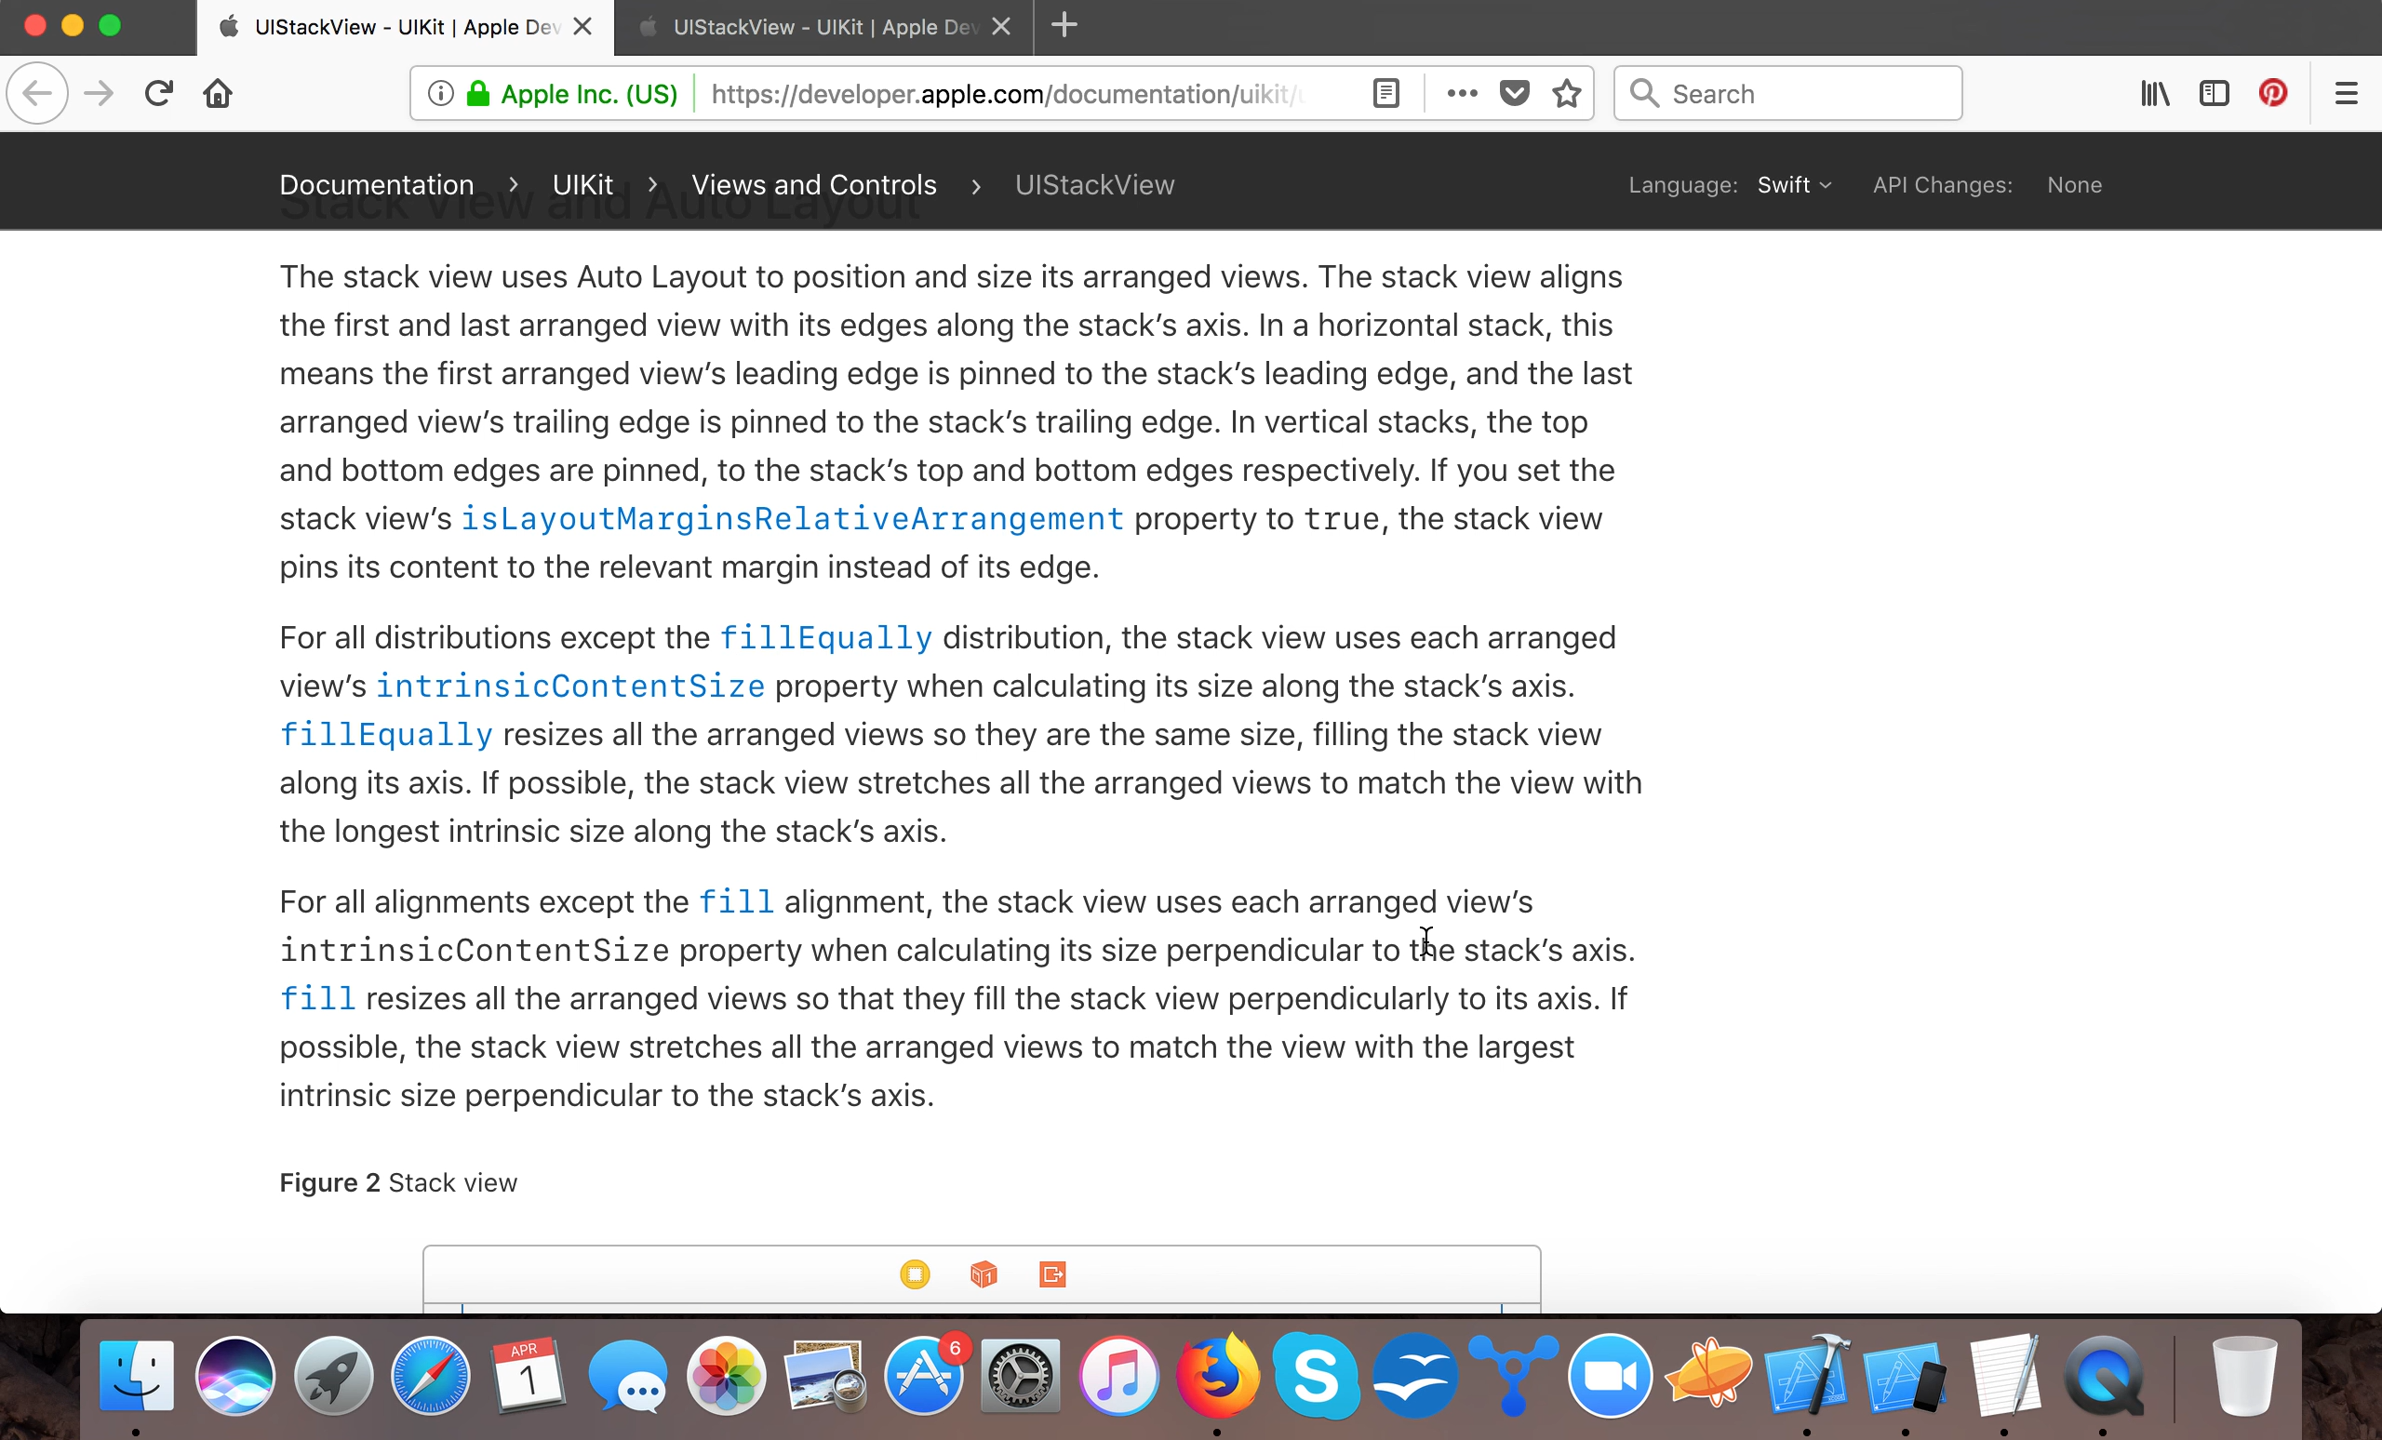 UIStackView - UIKit | Apple Dev
UIStackView - UIKit | Apple Dev
Apple Inc. (US)
https://developer.apple.com/documentation/uikit/
Search
Documentation > UIKit > Views and Controls > UIStackView
Language: Swift
API Changes: None
Stack View and Auto Layout
The stack view uses Auto Layout to position and size its arranged views. The stack view aligns
the first and last arranged view with its edges along the stack’s axis. In a horizontal stack, this
means the first arranged view’s leading edge is pinned to the stack’s leading edge, and the last
arranged view’s trailing edge is pinned to the stack’s trailing edge. In vertical stacks, the top
and bottom edges are pinned, to the stack’s top and bottom edges respectively. If you set the
stack view’s isLayoutMarginsRelativeArrangement property to true, the stack view
pins its content to the relevant margin instead of its edge.
For all distributions except the fillEqually distribution, the stack view uses each arranged
view’s intrinsicContentSize property when calculating its size along the stack’s axis.
fillEqually resizes all the arranged views so they are the same size, filling the stack view
along its axis. If possible, the stack view stretches all the arranged views to match the view with
the longest intrinsic size along the stack’s axis.
For all alignments except the fill alignment, the stack view uses each arranged view’s
intrinsicContentSize property when calculating its size perpendicular to the stack’s axis.
fill resizes all the arranged views so that they fill the stack view perpendicularly to its axis. If
possible, the stack view stretches all the arranged views to match the view with the largest
intrinsic size perpendicular to the stack’s axis.
Figure 2 Stack view
1
APR
1
6
S